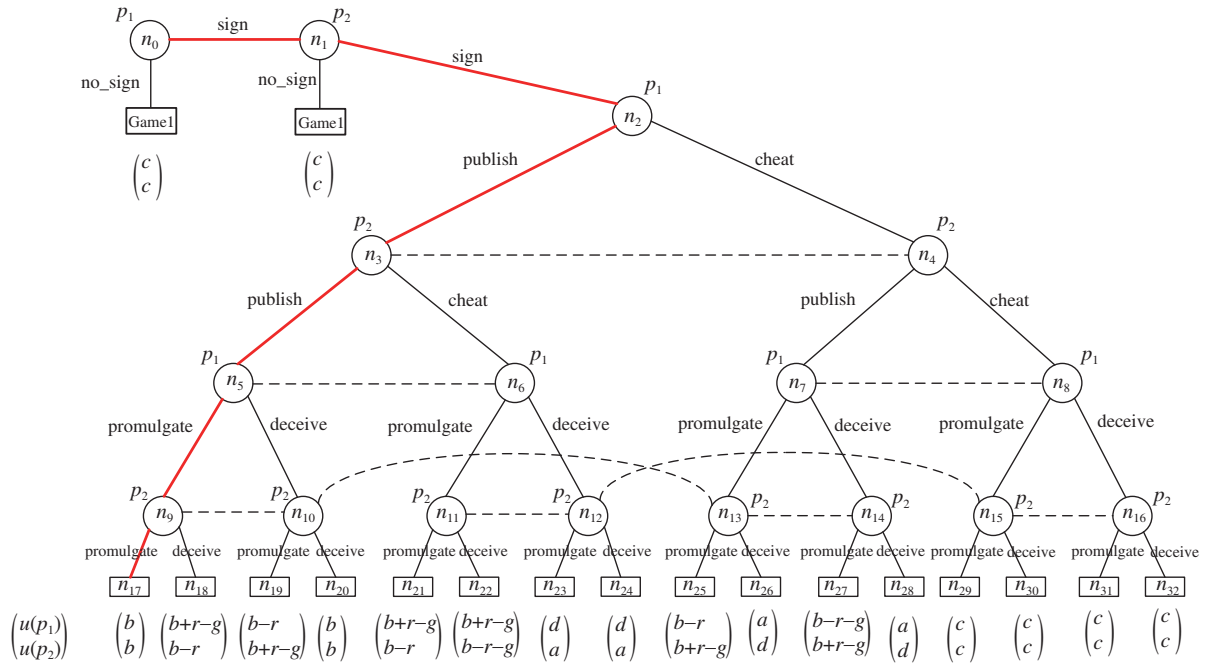 p₁ sign p₂
n₀ n₁ sign p₁
no_sign no_sign
Game1 Game1 n₂
(c c) (c c) publish cheat
p₂ p₂
n₃ n₄
publish cheat publish cheat
p₁ p₁ p₁ p₁
n₅ n₆ n₇ n₈
promulgate deceive promulgate deceive promulgate deceive promulgate deceive
p₂ p₂ p₂ p₂ p₂ p₂ p₂ p₂
n₉ n₁₀ n₁₁ n₁₂ n₁₃ n₁₄ n₁₅ n₁₆
promulgate deceive promulgate deceive promulgate deceive promulgate deceive promulgate deceive promulgate deceive promulgate deceive promulgate deceive
n₁₇ n₁₈ n₁₉ n₂₀ n₂₁ n₂₂ n₂₃ n₂₄ n₂₅ n₂₆ n₂₇ n₂₈ n₂₉ n₃₀ n₃₁ n₃₂
u(p₁) b b+r−g b−r b b+r−g b+r−g d d b−r a b−r−g a c c c c
u(p₂) b b−r b+r−g b b−r b−r−g a a b+r−g d b+r−g d c c c c